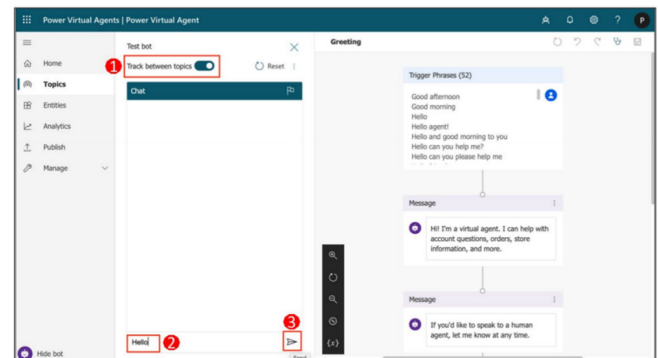 Power Virtual Agents | Power Virtual Agent
?
P
Home
Topics
Entities
Analytics
Publish
Manage
Hide bot
Test bot
1
Track between topics
Reset
Chat
Hello
2
3
Send
{x}
Greeting
Trigger Phrases (52)
Good afternoon
Good morning
Hello
Hello agent!
Hello and good morning to you
Hello can you help me?
Hello can you please help me
Message
Hi! I'm a virtual agent. I can help with
account questions, orders, store
information, and more.
Message
If you'd like to speak to a human
agent, let me know at any time.